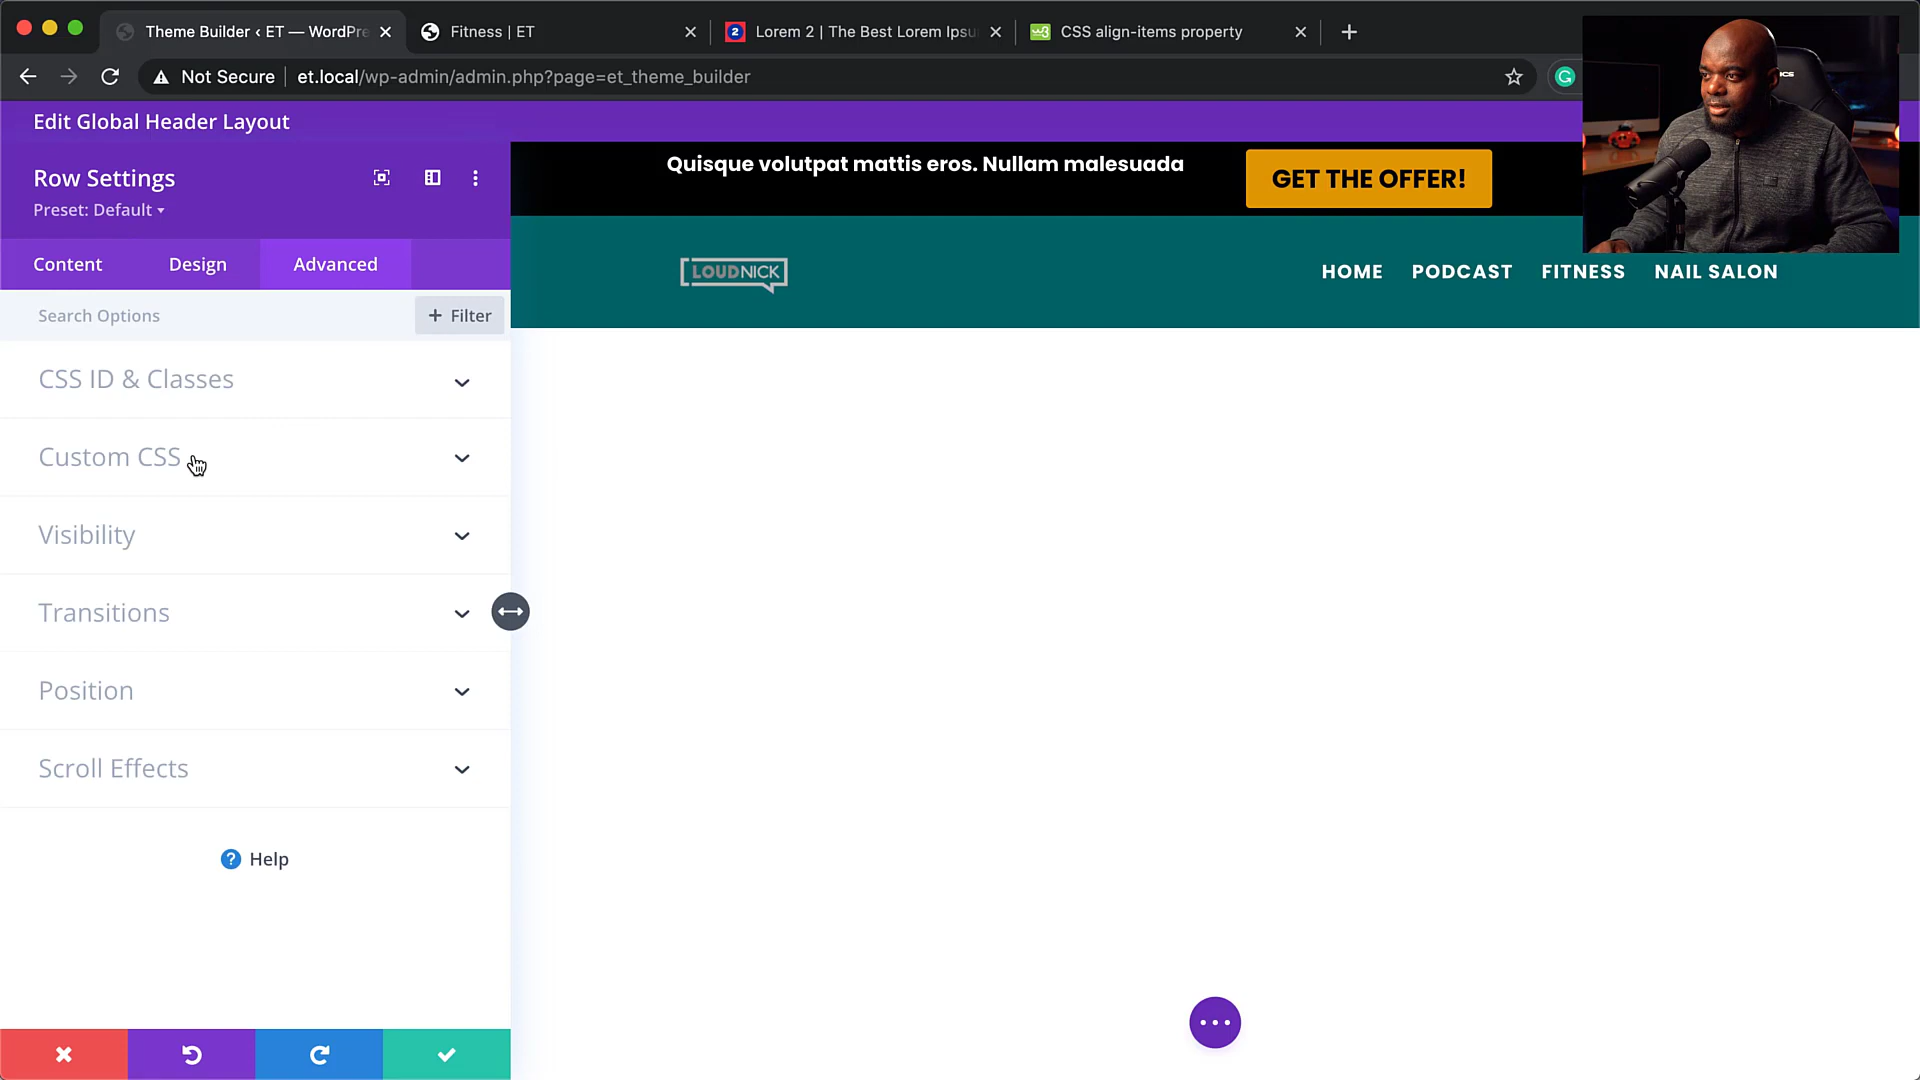 Theme Builder ‹ ET — WordPre
Fitness | ET
Lorem 2 | The Best Lorem Ipsu
CSS align-items property
Not Secure
et.local/wp-admin/admin.php?page=et_theme_builder
Edit Global Header Layout
Row Settings
Preset: Default
Content
Design
Advanced
Search Options
+ Filter
CSS ID & Classes
Custom CSS
Visibility
Transitions
Position
Scroll Effects
? Help
Quisque volutpat mattis eros. Nullam malesuada
GET THE OFFER!
LOUDNICK
HOME
PODCAST
FITNESS
NAIL SALON